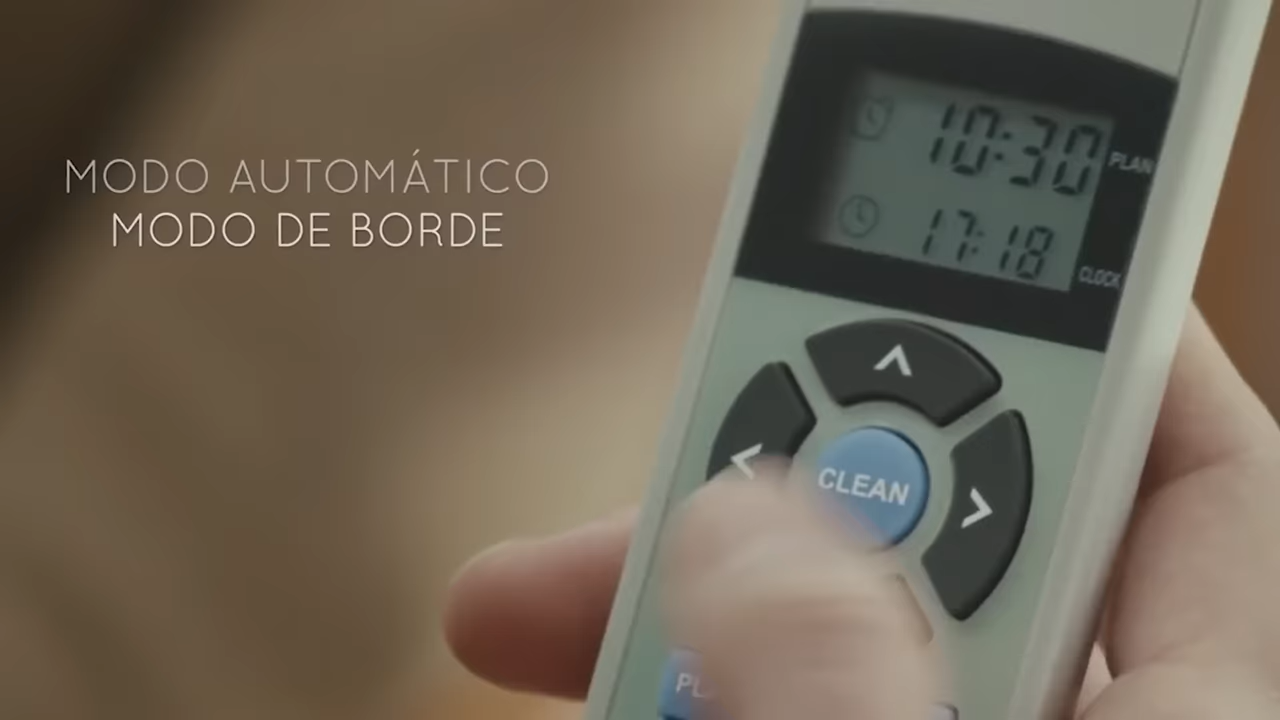 MODO AUTOMÁTICO
MODO DE BORDE
10:30 PLAN
17:18 CLOCK
CLEAN